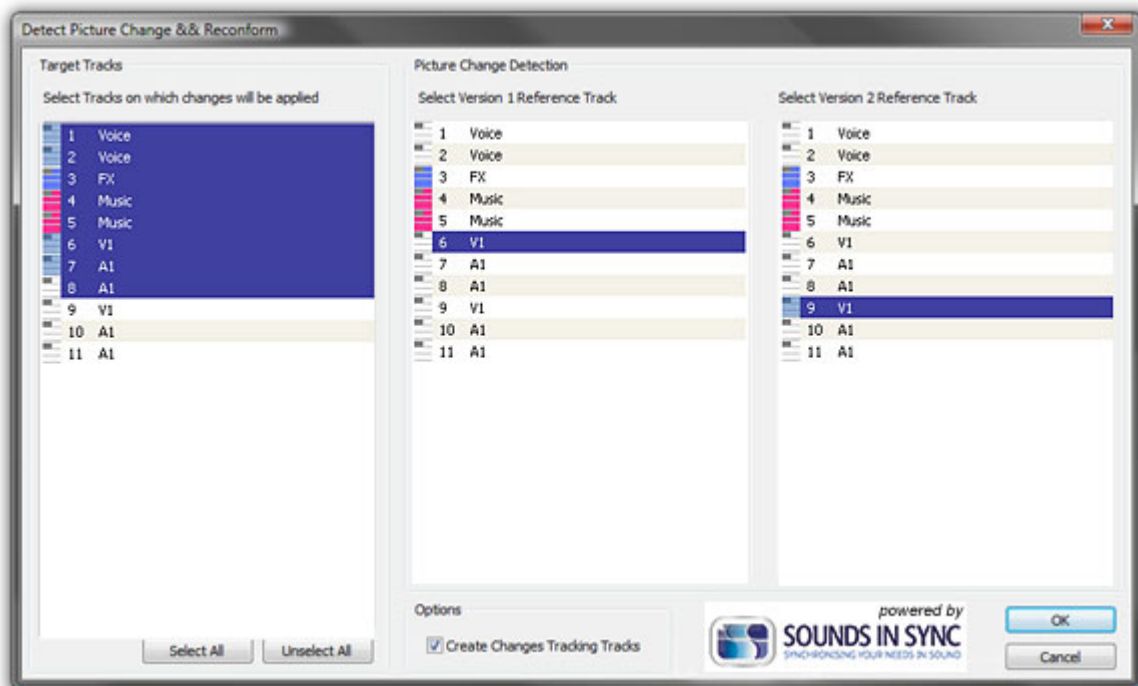 Detect Picture Change && Reconform
Target Tracks
Select Tracks on which changes will be applied
1 Voice
2 Voice
3 FX
4 Music
5 Music
6 V1
7 A1
8 A1
9 V1
10 A1
11 A1
Select All
Unselect All
Picture Change Detection
Select Version 1 Reference Track
1 Voice
2 Voice
3 FX
4 Music
5 Music
6 V1
7 A1
8 A1
9 V1
10 A1
11 A1
Select Version 2 Reference Track
1 Voice
2 Voice
3 FX
4 Music
5 Music
6 V1
7 A1
8 A1
9 V1
10 A1
11 A1
Options
Create Changes Tracking Tracks
powered by
SOUNDS IN SYNC
SYNCHRONISING YOUR NEEDS IN SOUND
OK
Cancel